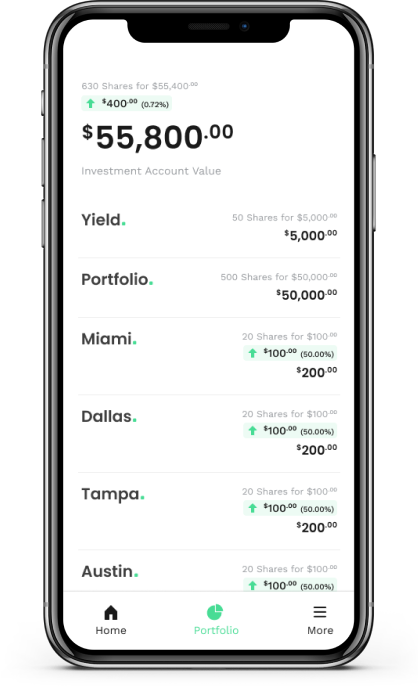 630 Shares for $55,400.00
$400.00 (0.72%)
$55,800.00
Investment Account Value
Yield.
50 Shares for $5,000.00
$5,000.00
Portfolio.
500 Shares for $50,000.00
$50,000.00
Miami.
20 Shares for $100.00
$100.00 (50.00%)
$200.00
Dallas.
20 Shares for $100.00
$100.00 (50.00%)
$200.00
Tampa.
20 Shares for $100.00
$100.00 (50.00%)
$200.00
Austin.
20 Shares for $100.00
$100.00 (50.00%)
Home
Portfolio
More